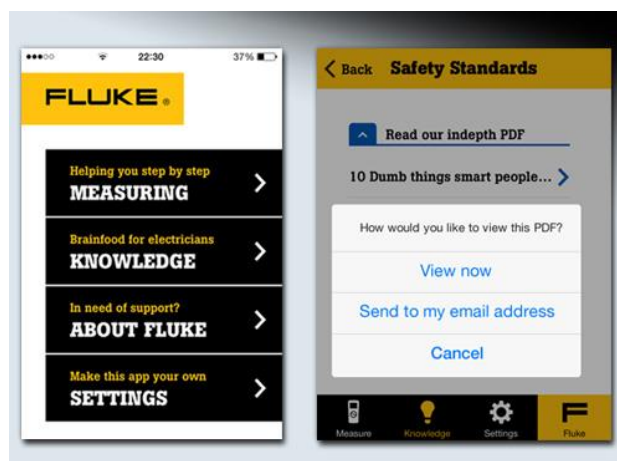 22:30
37%
FLUKE®
Helping you step by step
MEASURING
Brainfood for electricians
KNOWLEDGE
In need of support?
ABOUT FLUKE
Make this app your own
SETTINGS
Back Safety Standards
Read our indepth PDF
10 Dumb things smart people...
How would you like to view this PDF?
View now
Send to my email address
Cancel
Measure Knowledge Settings Fluke